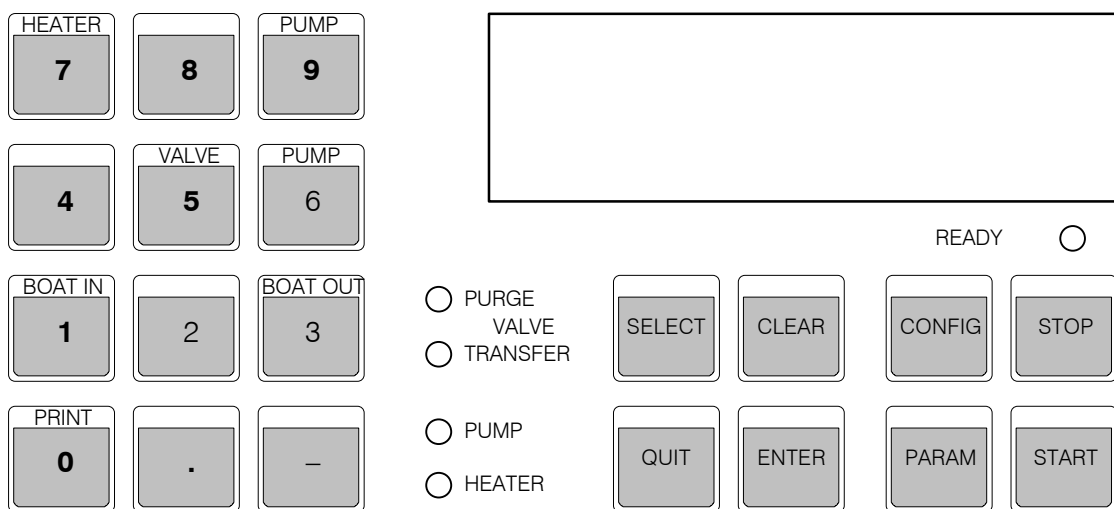 HEATER PUMP
7 8 9
VALVE PUMP
4 5 6
READY
BOAT IN BOAT OUT
1 2 3
PURGE
VALVE
TRANSFER
SELECT CLEAR CONFIG STOP
PRINT
0 . –
PUMP
HEATER
QUIT ENTER PARAM START